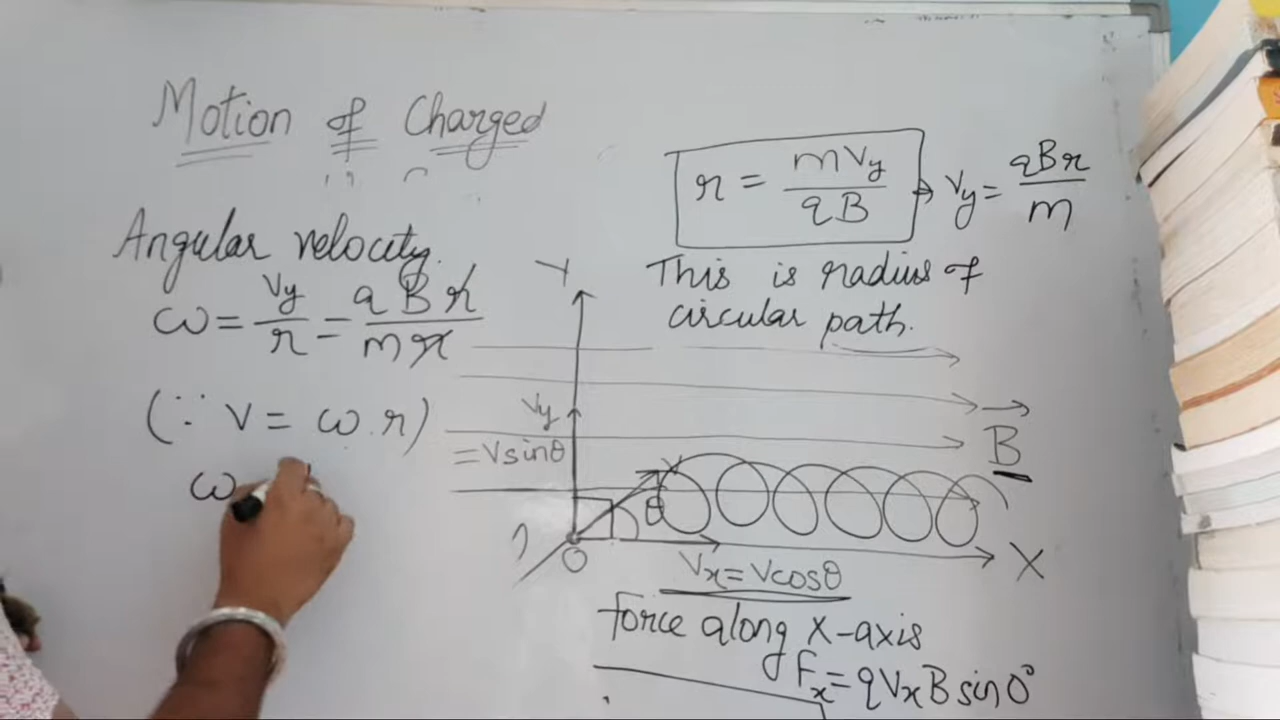 Motion of Charged
Angular velocity.
ω = Vy/r = qBr/mr
(∵ V = ω.r)
ω
r = mVy/qB → Vy = qBr/m
This is radius of
circular path.
Y
Vy
= Vsinθ
B
V
θ
O
X
Vx = Vcosθ
force along X-axis
Fx = qVxB sin0°